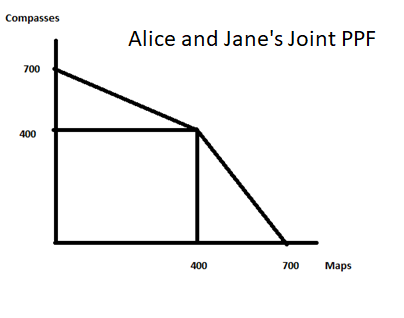 Compasses
Alice and Jane's Joint PPF
700
400
400
700
Maps